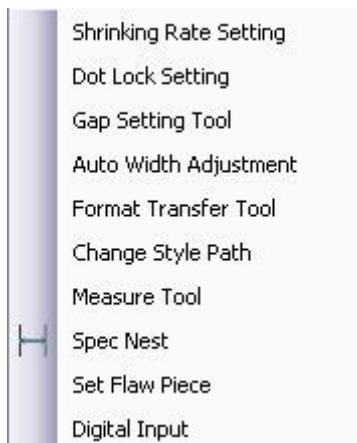 Shrinking Rate Setting
Dot Lock Setting
Gap Setting Tool
Auto Width Adjustment
Format Transfer Tool
Change Style Path
Measure Tool
Spec Nest
Set Flaw Piece
Digital Input